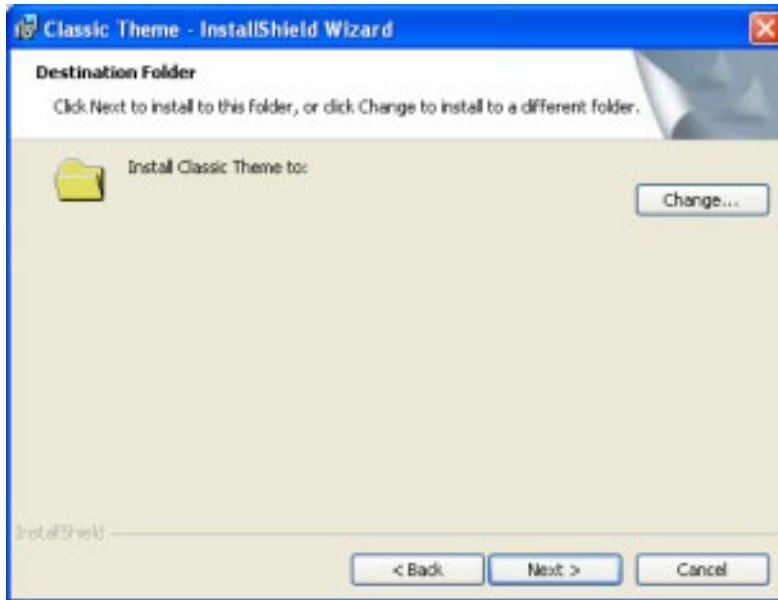 Classic Theme - InstallShield Wizard
Destination Folder
Click Next to install to this folder, or click Change to install to a different folder.
Install Classic Theme to:
Change...
InstallShield
< Back
Next >
Cancel